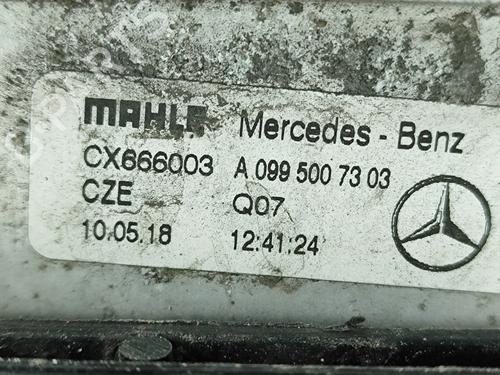 MAHLE Mercedes - Benz
CX666003 A 099 500 73 03
CZE Q07
10.05.18 12:41:24